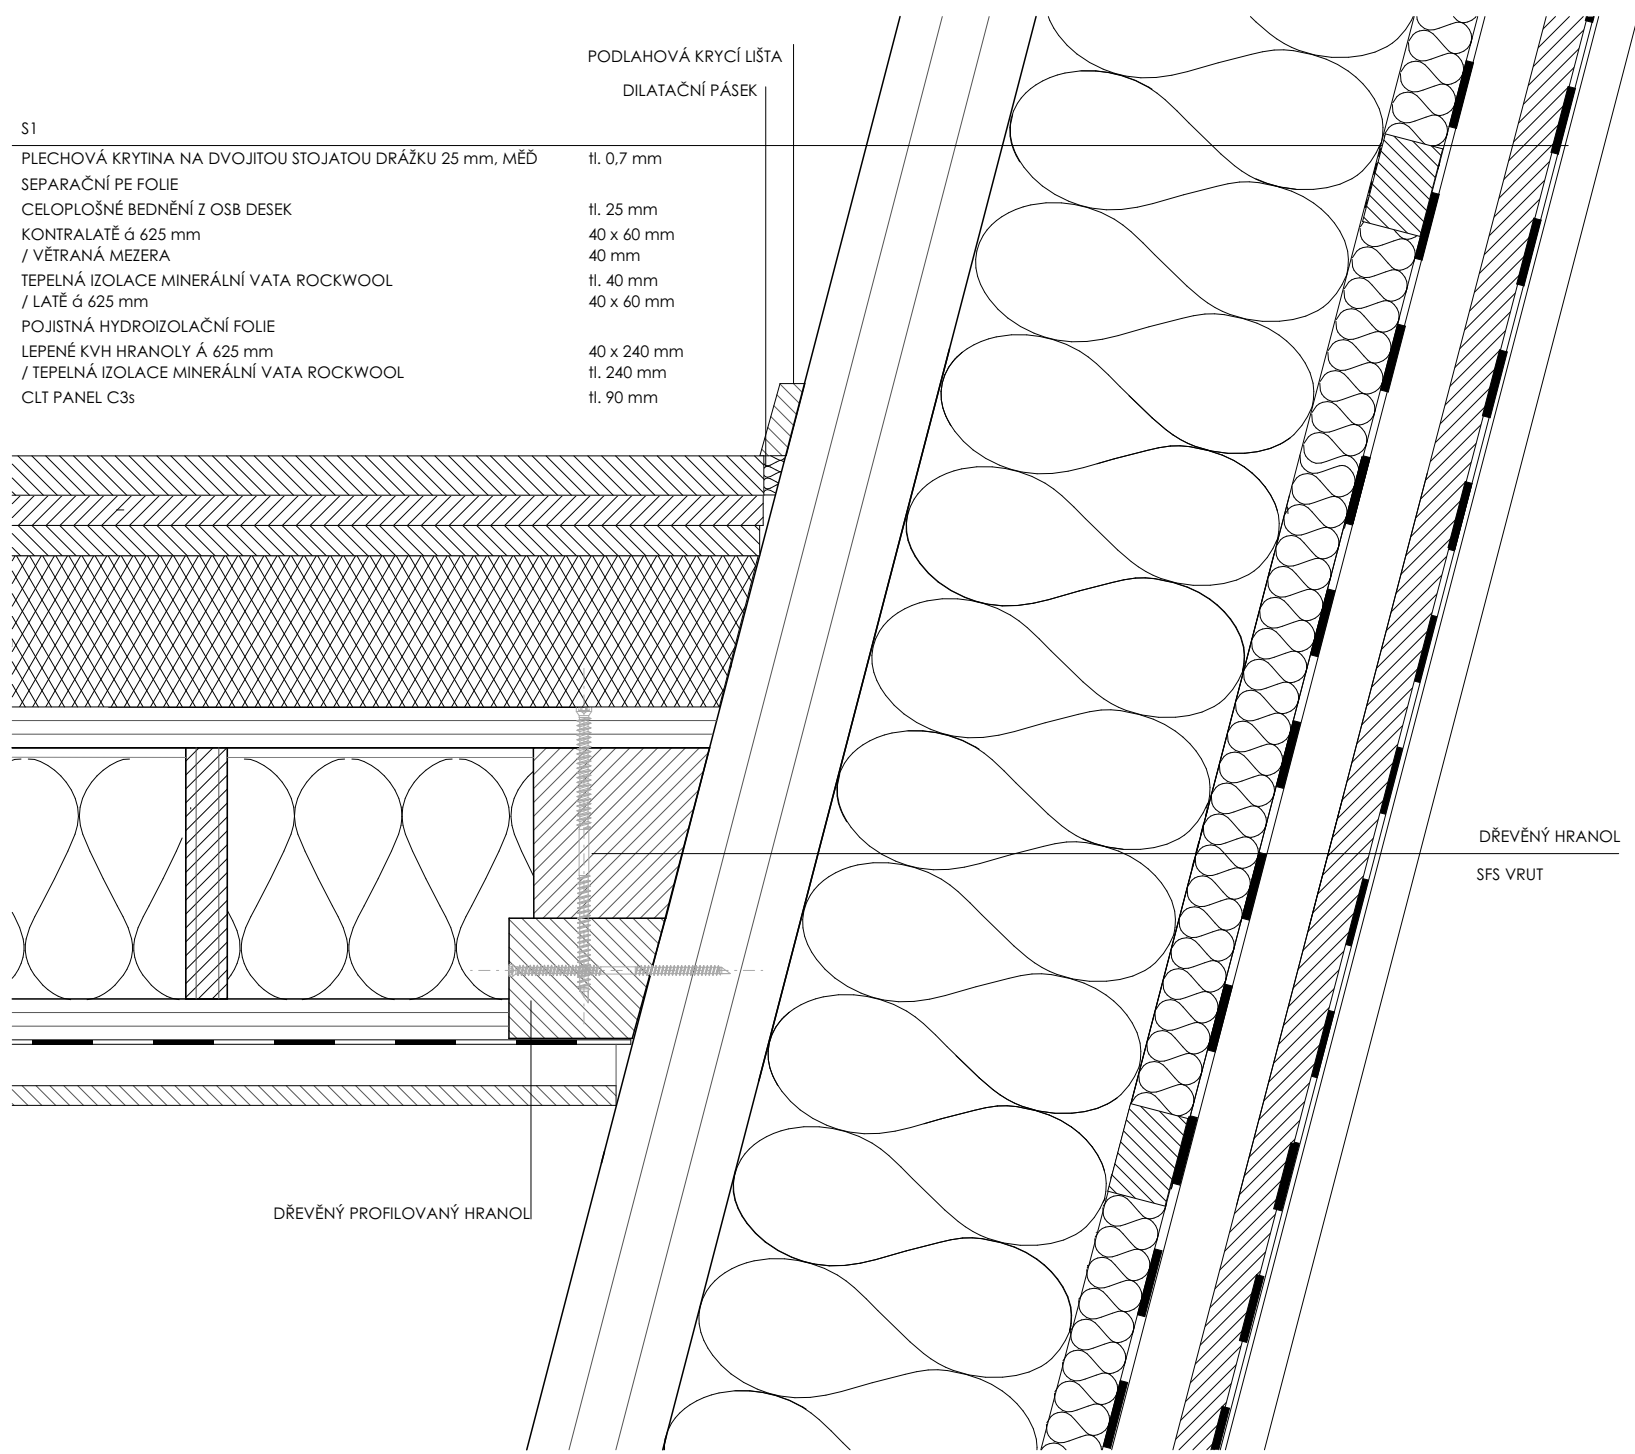 PODLAHOVÁ KRYCÍ LIŠTA
DILATAČNÍ PÁSEK
S1
PLECHOVÁ KRYTINA NA DVOJITOU STOJATOU DRÁŽKU 25 mm, MĚĎ tl. 0,7 mm
SEPARAČNÍ PE FOLIE
CELOPLOŠNÉ BEDNĚNÍ Z OSB DESEK tl. 25 mm
KONTRALATĚ á 625 mm 40 x 60 mm
/ VĚTRANÁ MEZERA 40 mm
TEPELNÁ IZOLACE MINERÁLNÍ VATA ROCKWOOL tl. 40 mm
/ LATĚ á 625 mm 40 x 60 mm
POJISTNÁ HYDROIZOLAČNÍ FOLIE
LEPENÉ KVH HRANOLY Á 625 mm 40 x 240 mm
/ TEPELNÁ IZOLACE MINERÁLNÍ VATA ROCKWOOL tl. 240 mm
CLT PANEL C3s tl. 90 mm
DŘEVĚNÝ HRANOL
SFS VRUT
DŘEVĚNÝ PROFILOVANÝ HRANOL